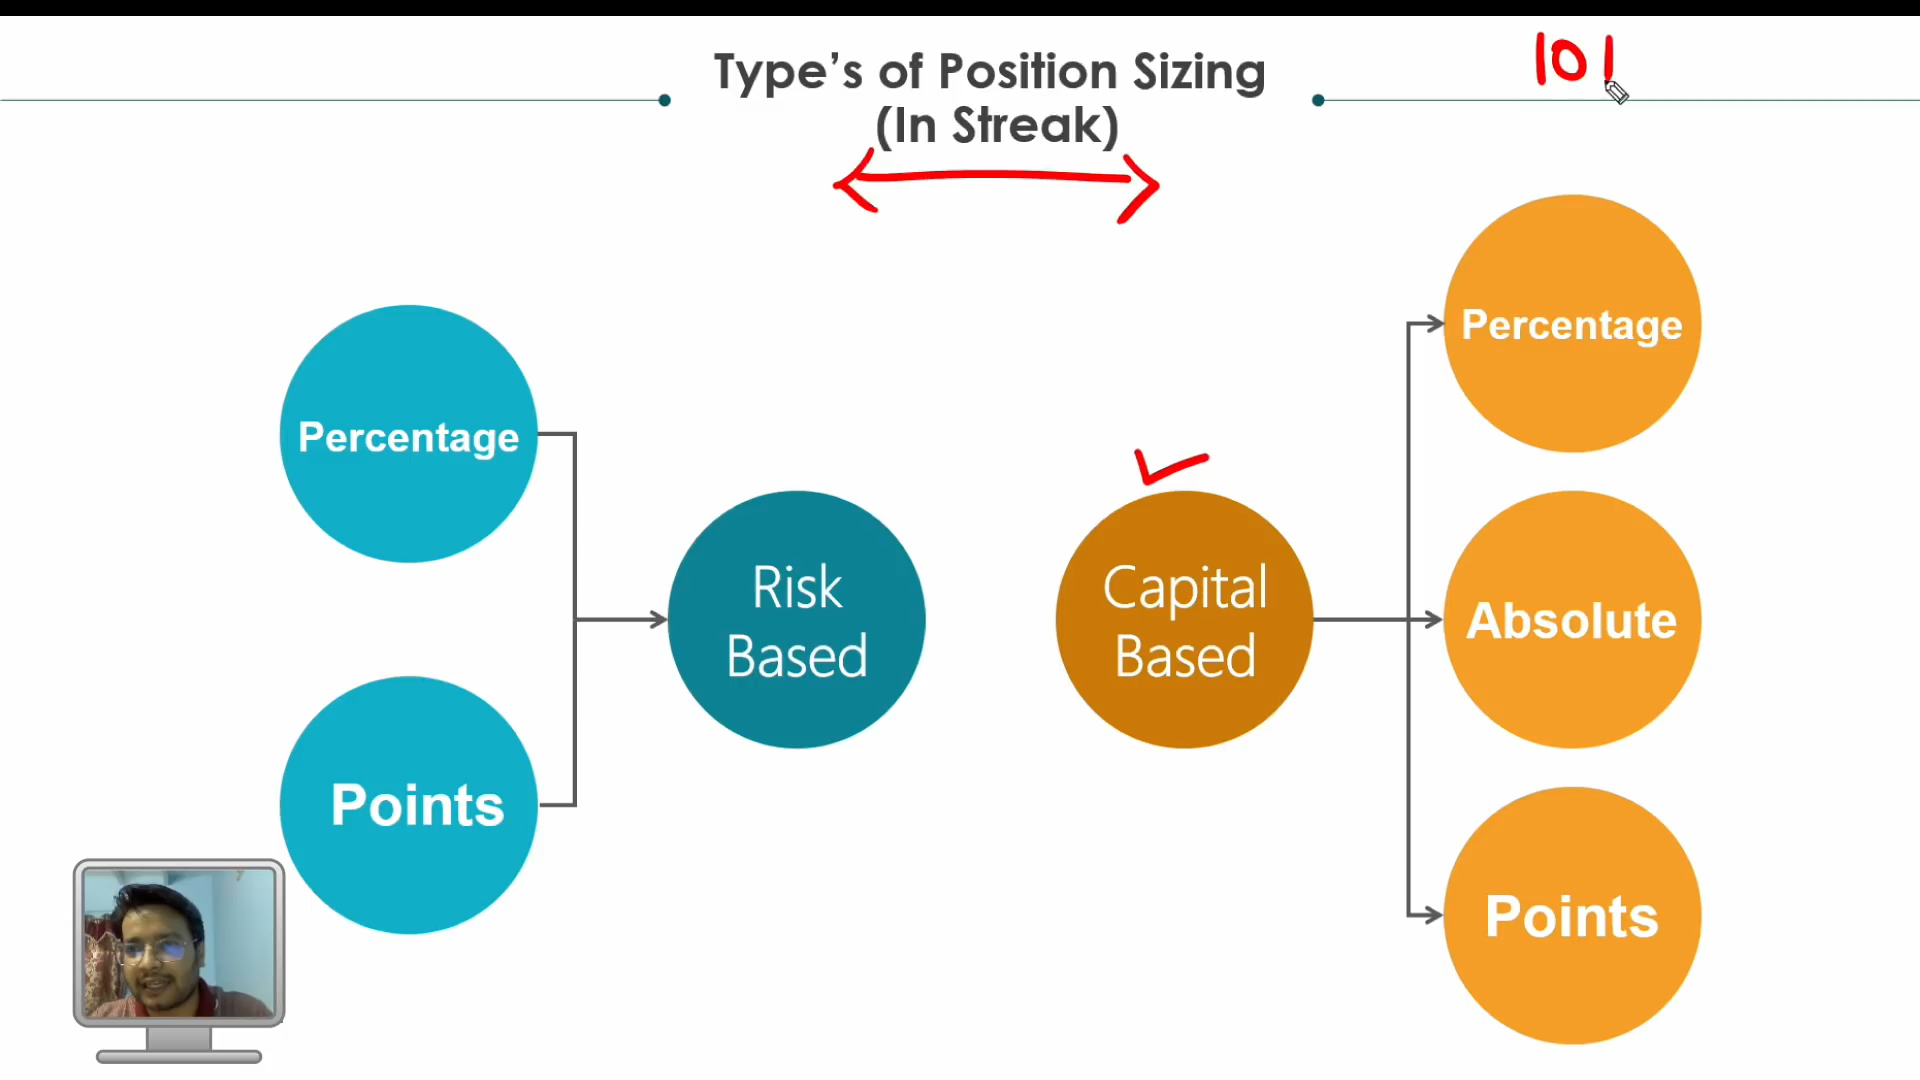 Type’s of Position Sizing
(In Streak)
101
Percentage
Points
Risk
Based
Capital
Based
Percentage
Absolute
Points